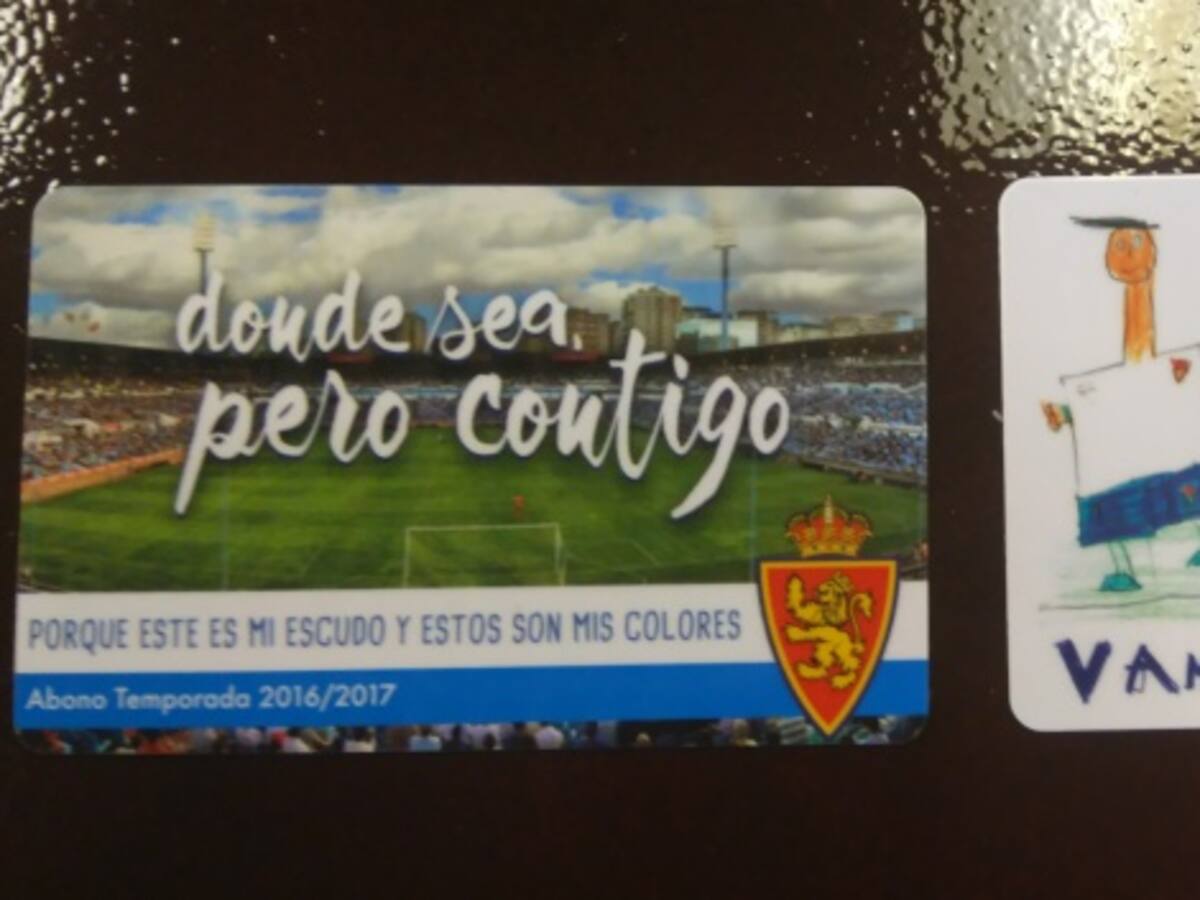 donde sea,
pero contigo
PORQUE ESTE ES MI ESCUDO Y ESTOS SON MIS COLORES
Abono Temporada 2016/2017